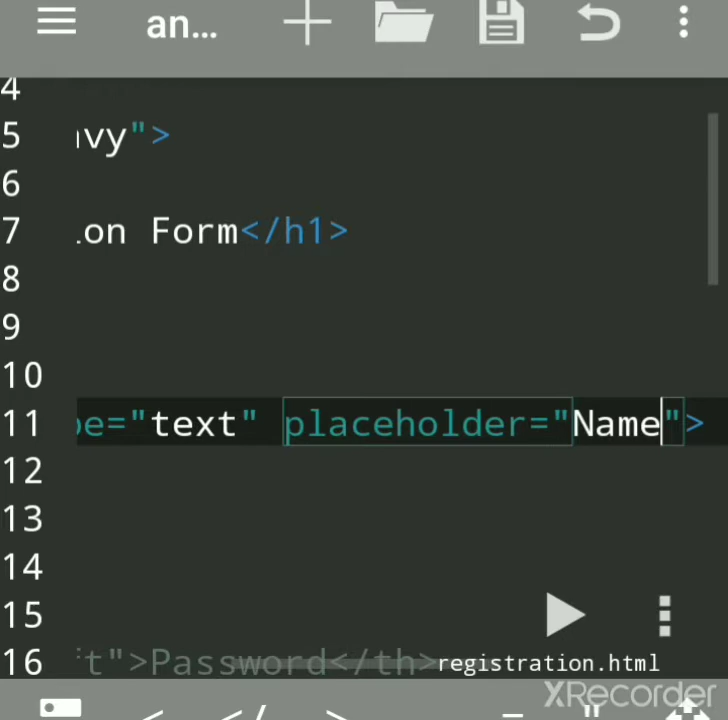 an...
4
5 vy">
6
7 on Form</h1>
8
9
10
11 pe="text" placeholder="Name">
12
13
14
15
16 t">Password</th>
registration.html
< </ > = "
XRecorder